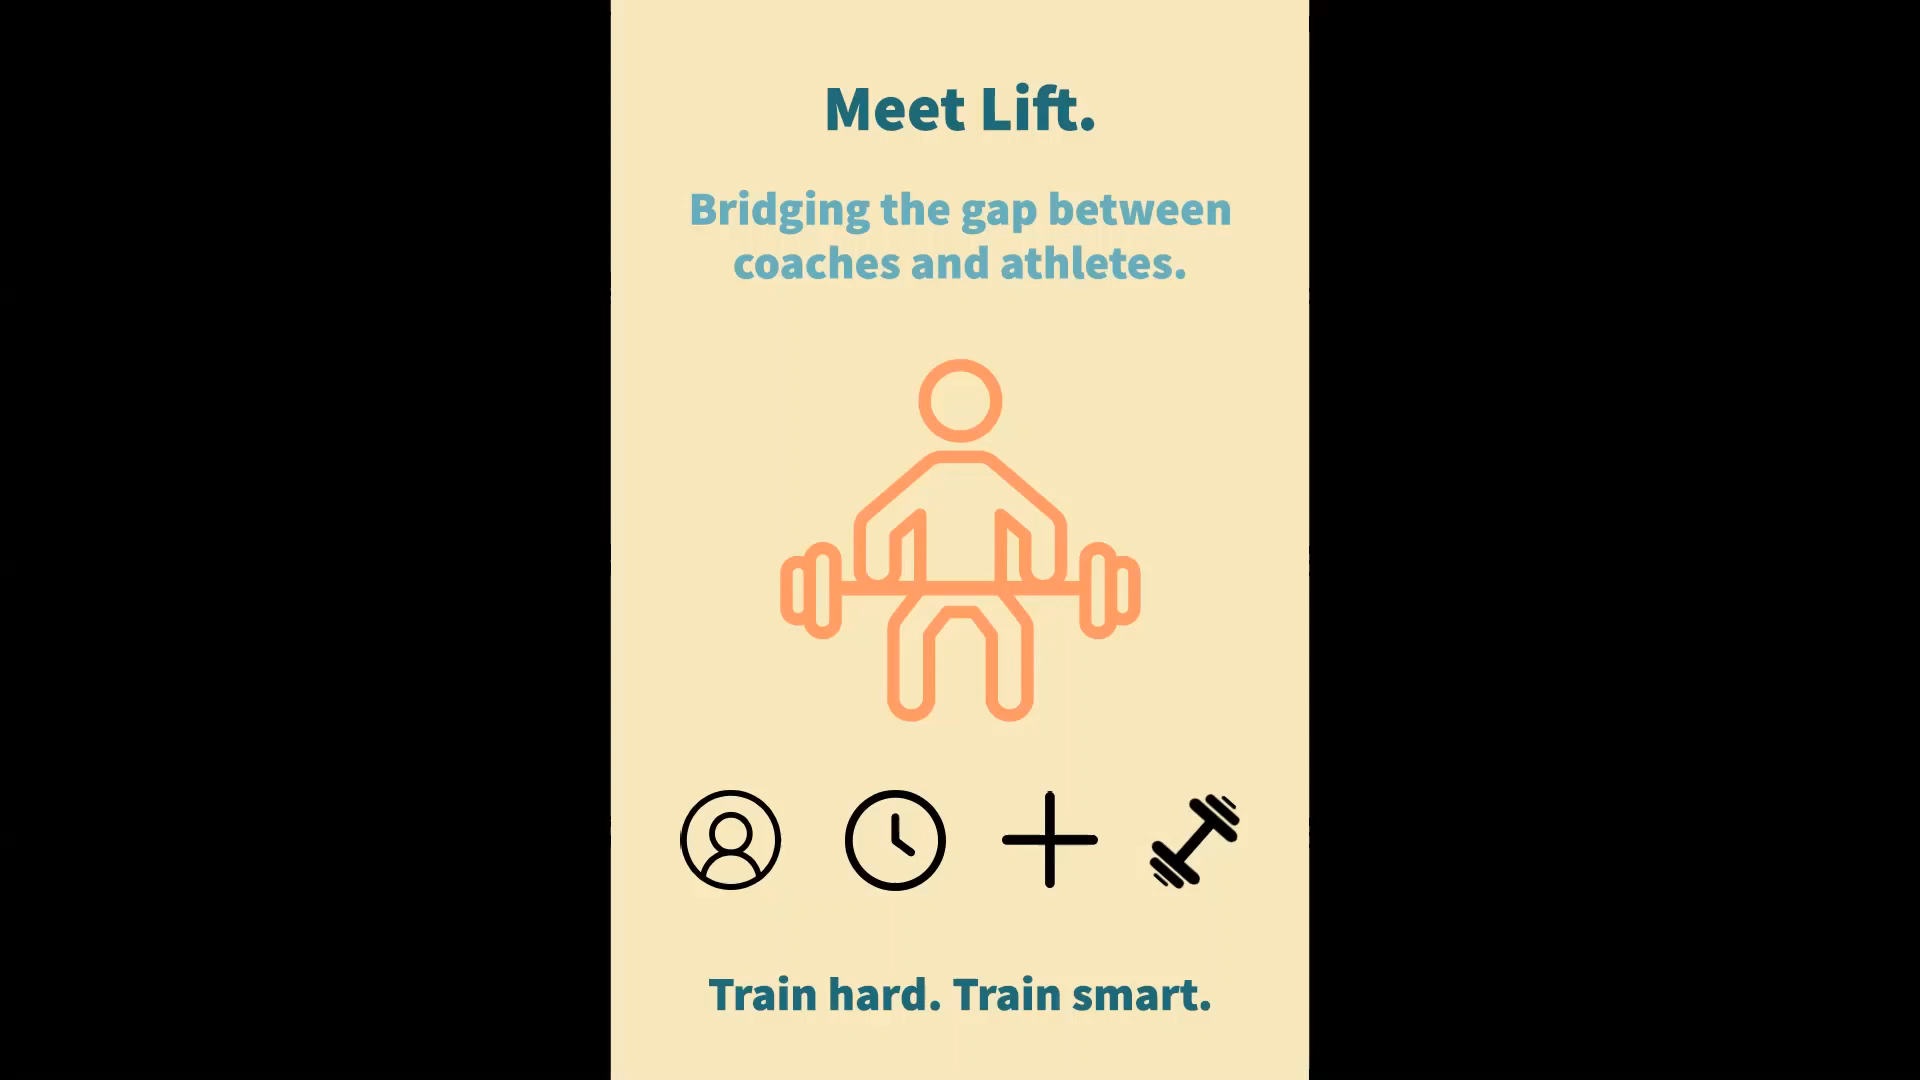 Meet Lift.
Bridging the gap between
coaches and athletes.
Train hard. Train smart.